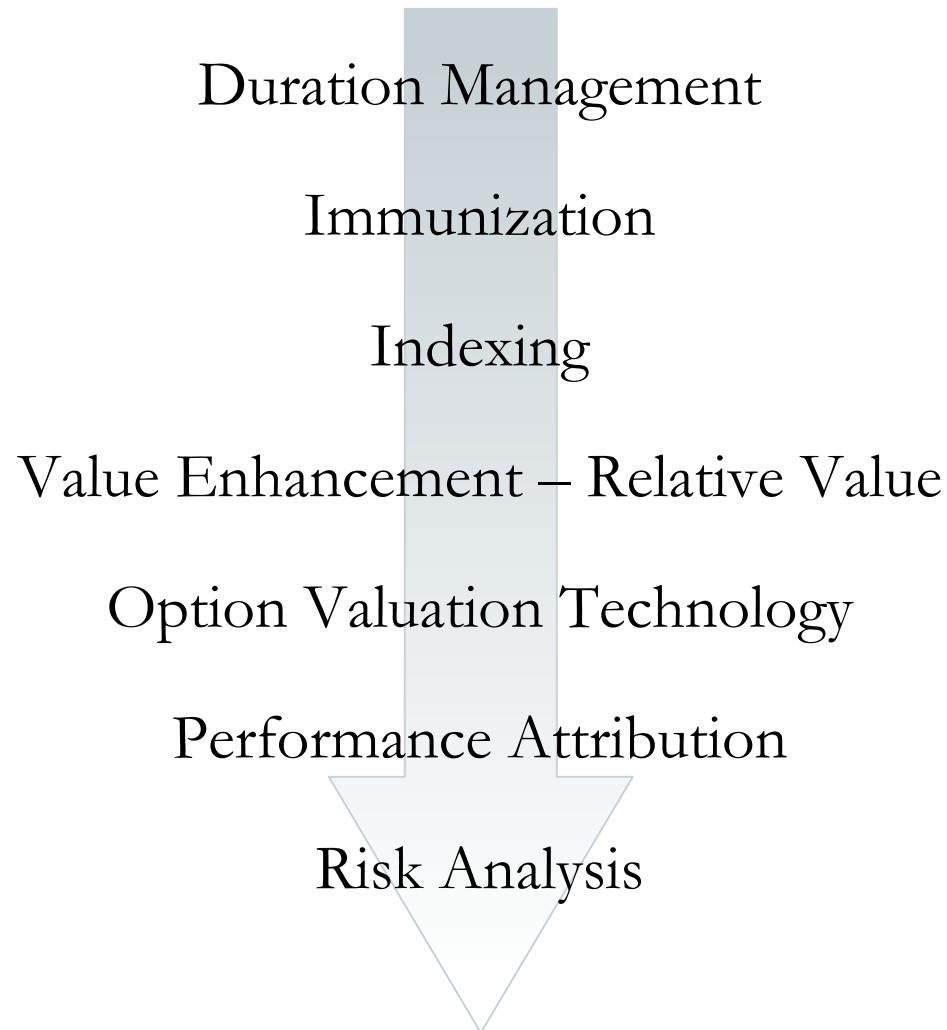 Duration Management
Immunization
Indexing
Value Enhancement – Relative Value
Option Valuation Technology
Performance Attribution
Risk Analysis